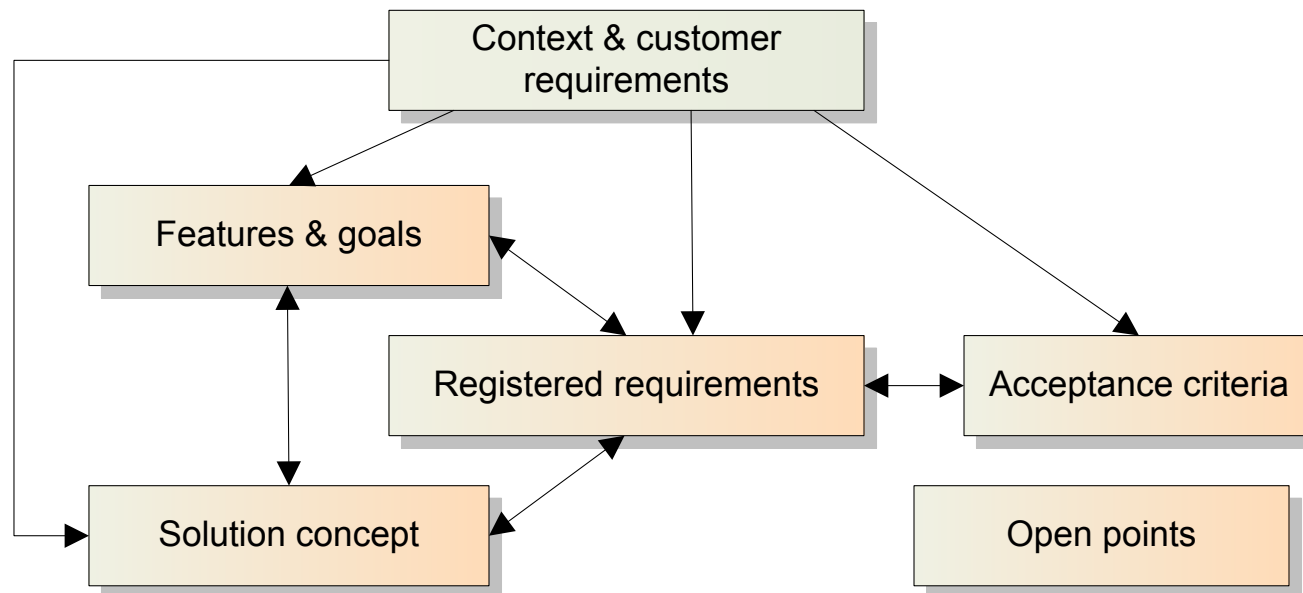 Context & customer
requirements
Features & goals
Registered requirements
Acceptance criteria
Solution concept
Open points